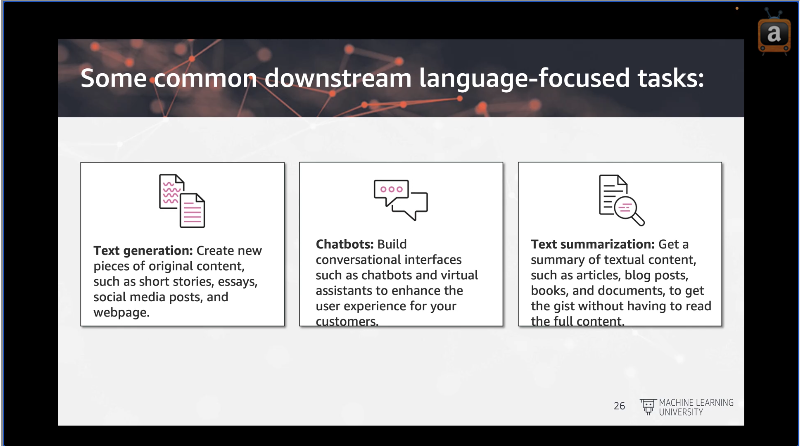 a
Some common downstream language-focused tasks:
Text generation: Create new
pieces of original content,
such as short stories, essays,
social media posts, and
webpage.
Chatbots: Build
conversational interfaces
such as chatbots and virtual
assistants to enhance the
user experience for your
customers.
Text summarization: Get a
summary of textual content,
such as articles, blog posts,
books, and documents, to get
the gist without having to read
the full content.
26
MACHINE LEARNING
UNIVERSITY